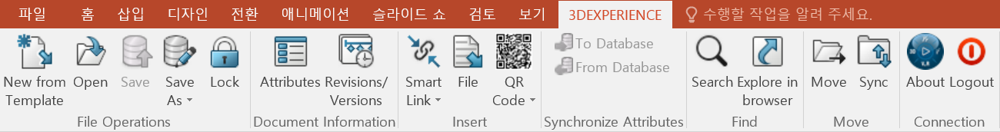 파일 홈 삽입 디자인 전환 애니메이션 슬라이드 쇼 검토 보기 3DEXPERIENCE 수행할 작업을 알려 주세요.
New from Template
Open
Save
Save As
Lock
File Operations
Attributes
Revisions/ Versions
Document Information
Smart Link
File
QR Code
Insert
To Database
From Database
Synchronize Attributes
Search
Explore in browser
Find
Move
Sync
Move
About
Logout
Connection